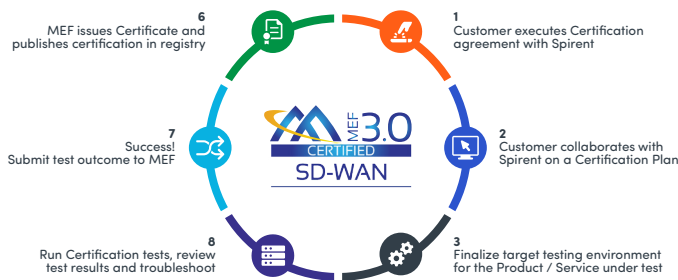 1
Customer executes Certification
agreement with Spirent
2
Customer collaborates with
Spirent on a Certification Plan
3
Finalize target testing environment
for the Product / Service under test
8
Run Certification tests, review
test results and troubleshoot
7
Success!
Submit test outcome to MEF
6
MEF issues Certificate and
publishes certification in registry
MEF 3.0
CERTIFIED
SD-WAN